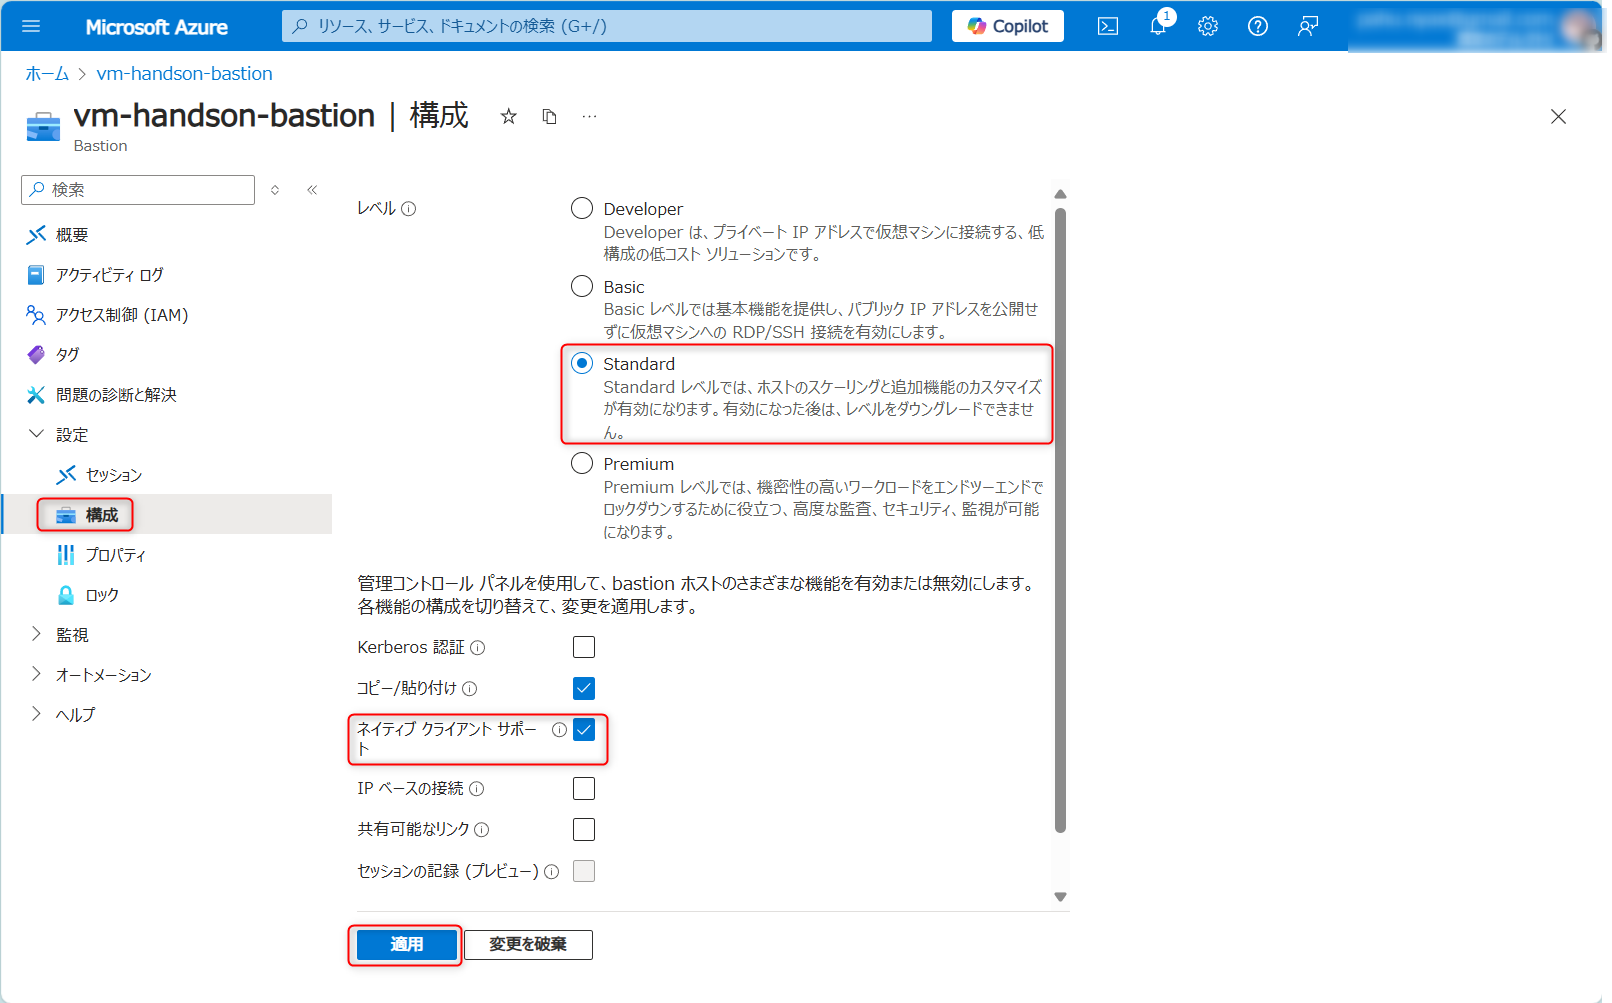 Microsoft Azure
リソース、サービス、ドキュメントの検索 (G+/)
Copilot
1
ホーム > vm-handson-bastion
vm-handson-bastion | 構成
Bastion
検索
概要
アクティビティ ログ
アクセス制御 (IAM)
タグ
問題の診断と解決
設定
セッション
構成
プロパティ
ロック
監視
オートメーション
ヘルプ
レベル
Developer
Developer は、プライベート IP アドレスで仮想マシンに接続する、低
構成の低コスト ソリューションです。
Basic
Basic レベルでは基本機能を提供し、パブリック IP アドレスを公開せ
ずに仮想マシンへの RDP/SSH 接続を有効にします。
Standard
Standard レベルでは、ホストのスケーリングと追加機能のカスタマイズ
が有効になります。有効になった後は、レベルをダウングレードできませ
ん。
Premium
Premium レベルでは、機密性の高いワークロードをエンドツーエンドで
ロックダウンするために役立つ、高度な監査、セキュリティ、監視が可能
になります。
管理コントロール パネルを使用して、bastion ホストのさまざまな機能を有効または無効にします。
各機能の構成を切り替えて、変更を適用します。
Kerberos 認証
コピー/貼り付け
ネイティブ クライアント サポー
ト
IP ベースの接続
共有可能なリンク
セッションの記録 (プレビュー)
適用
変更を破棄